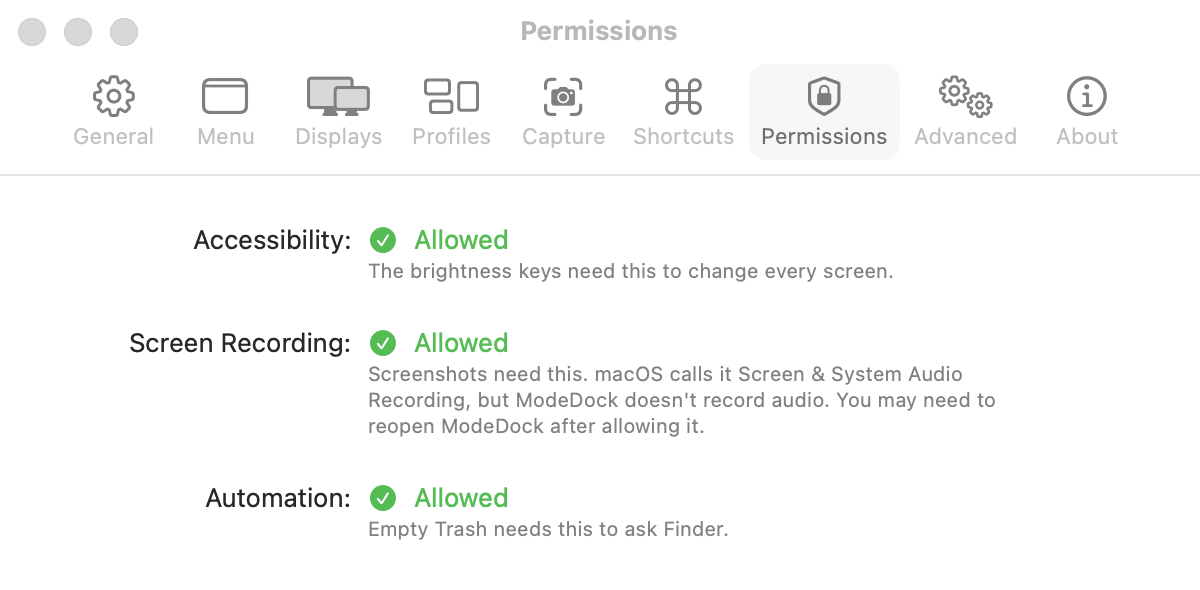 Permissions
General
Menu
Displays
Profiles
Capture
Shortcuts
Permissions
Advanced
About
Accessibility: Allowed
The brightness keys need this to change every screen.
Screen Recording: Allowed
Screenshots need this. macOS calls it Screen & System Audio
Recording, but ModeDock doesn't record audio. You may need to
reopen ModeDock after allowing it.
Automation: Allowed
Empty Trash needs this to ask Finder.